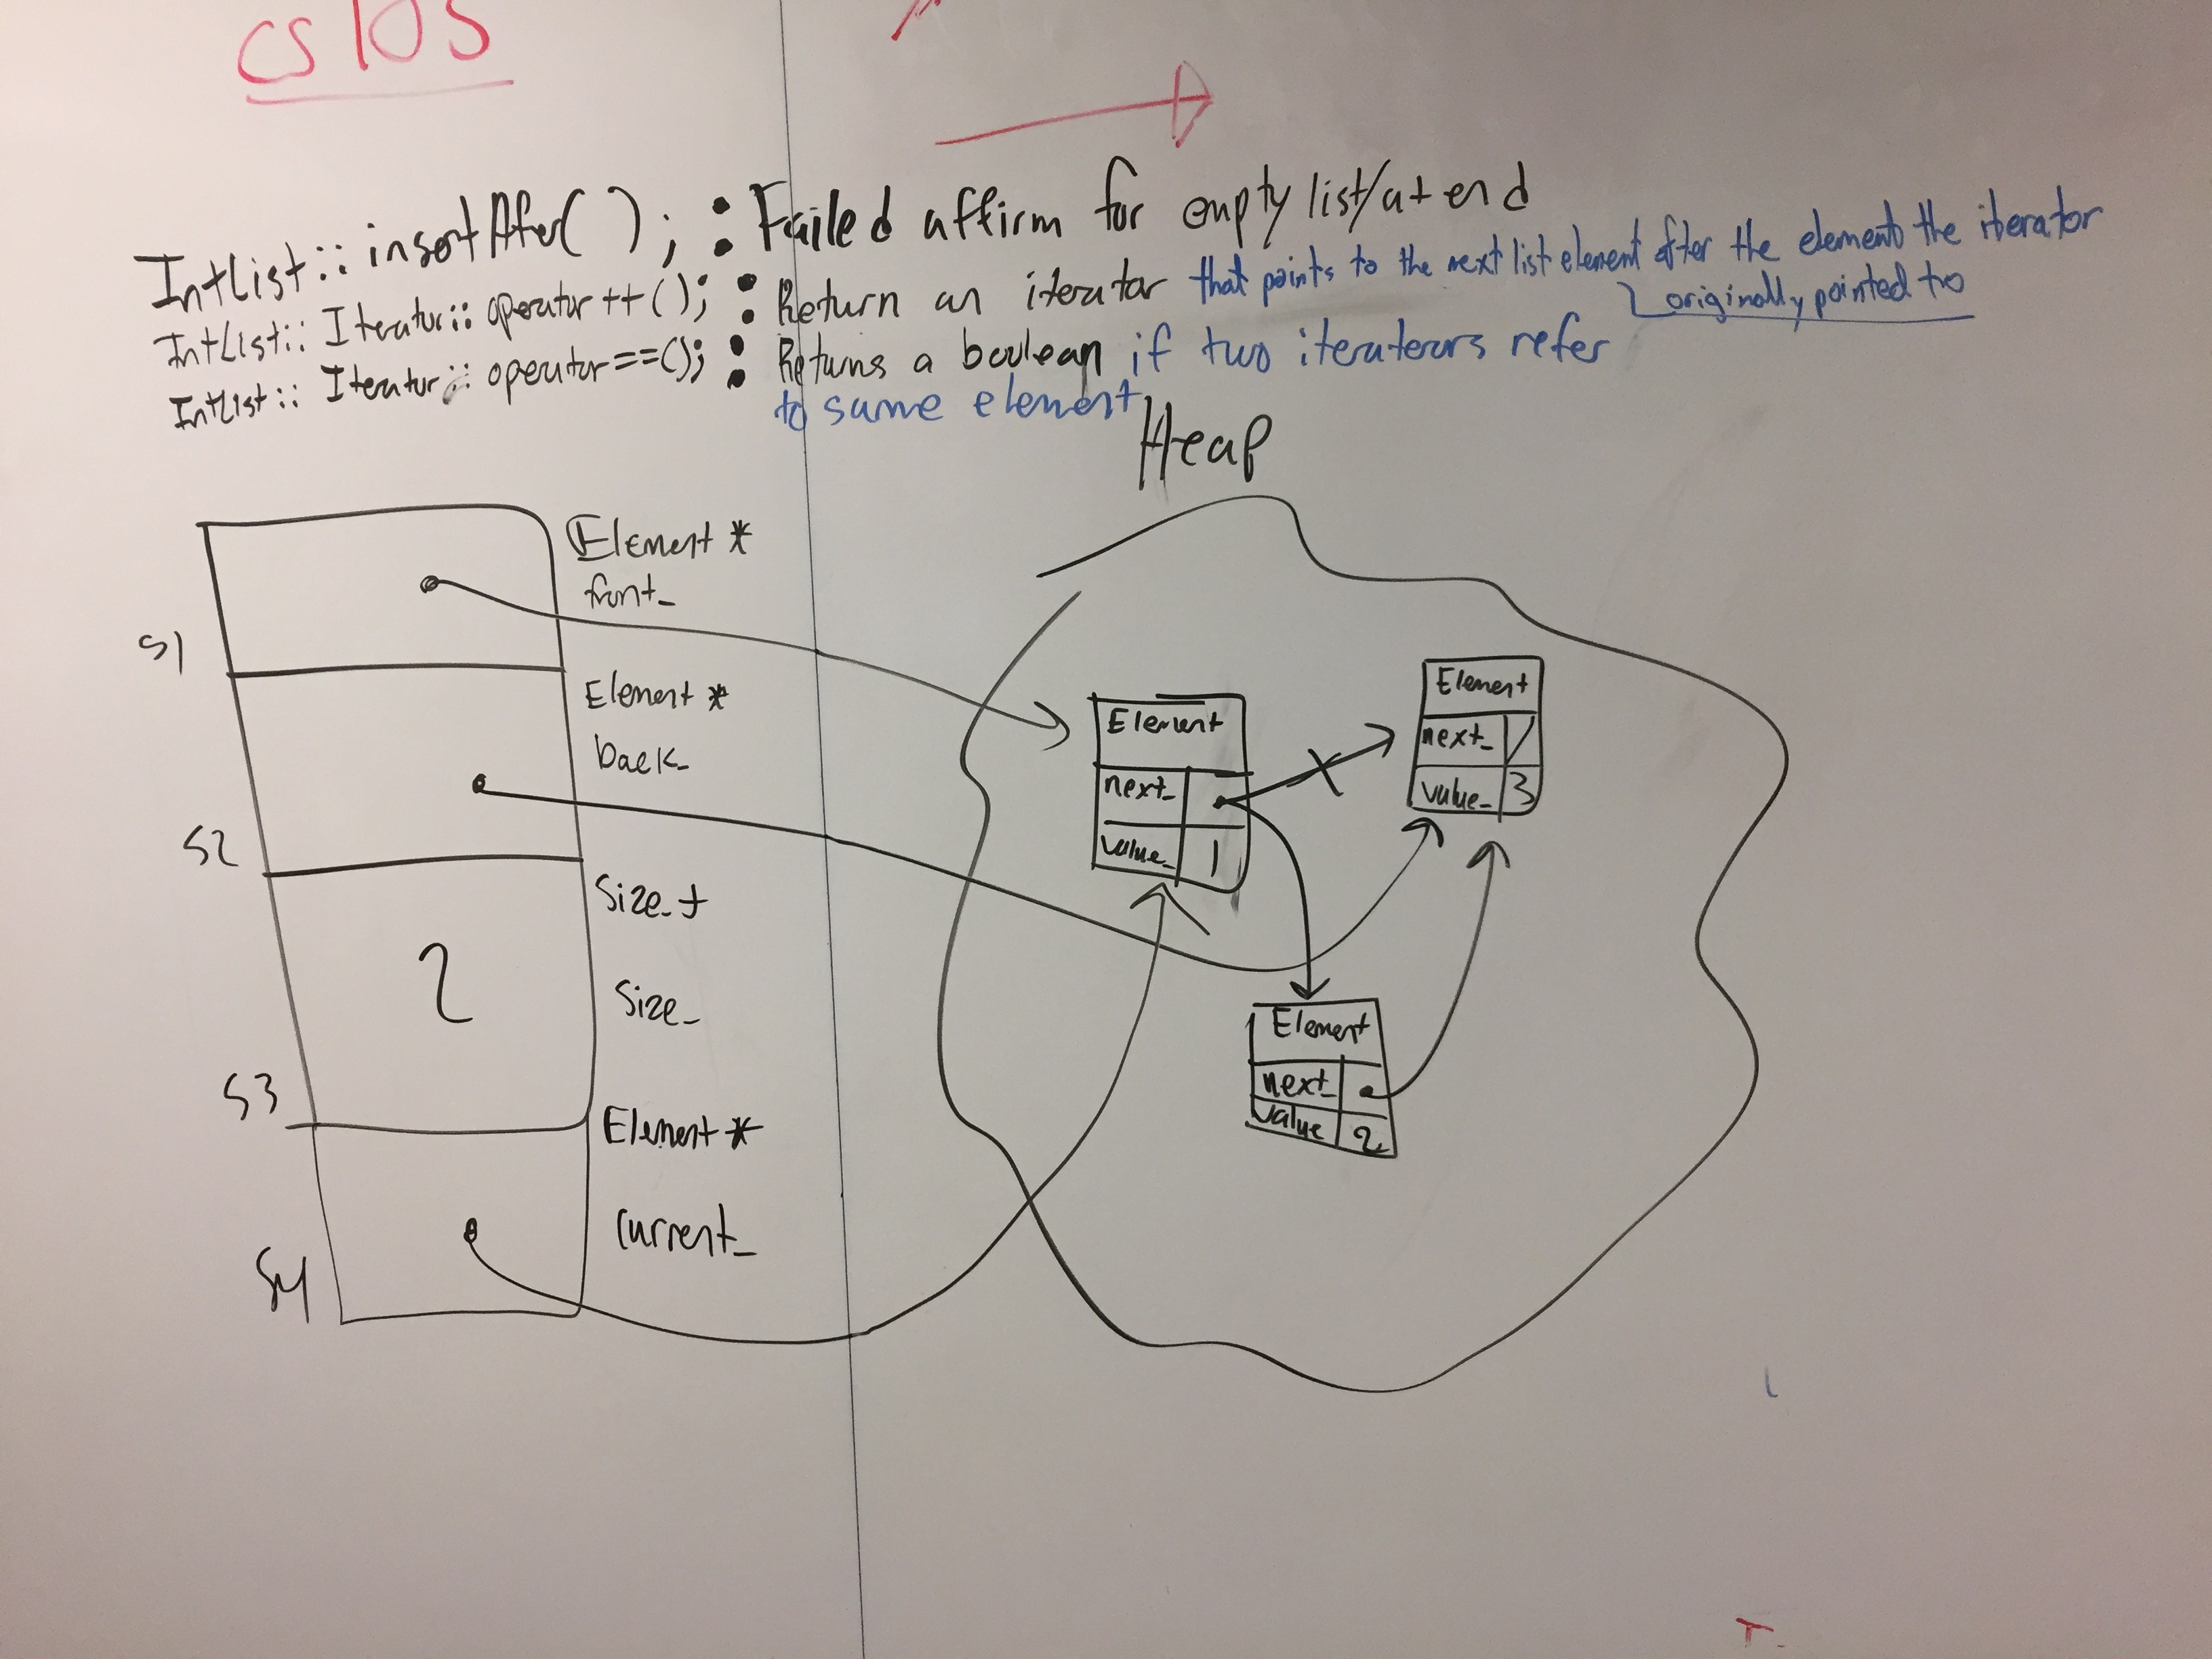 CS 105
IntList::insertAfer( ); : Failed affirm for empty list/at end
IntList:: Iterator:: operator ++(); : Return an iterator that points to the next list element after the element the iterator
originally pointed to
IntList:: Iterator:: operator==(); : Returns a boolean if two iterateors refer
to same element
Heap
Element *
front_
S1
Element *
back_
S2
Size_t
2
Size_
S3
Element *
Current_
S4
Element
next_
value_ 1
Element
next_
value_ 3
Element
next_
value 2